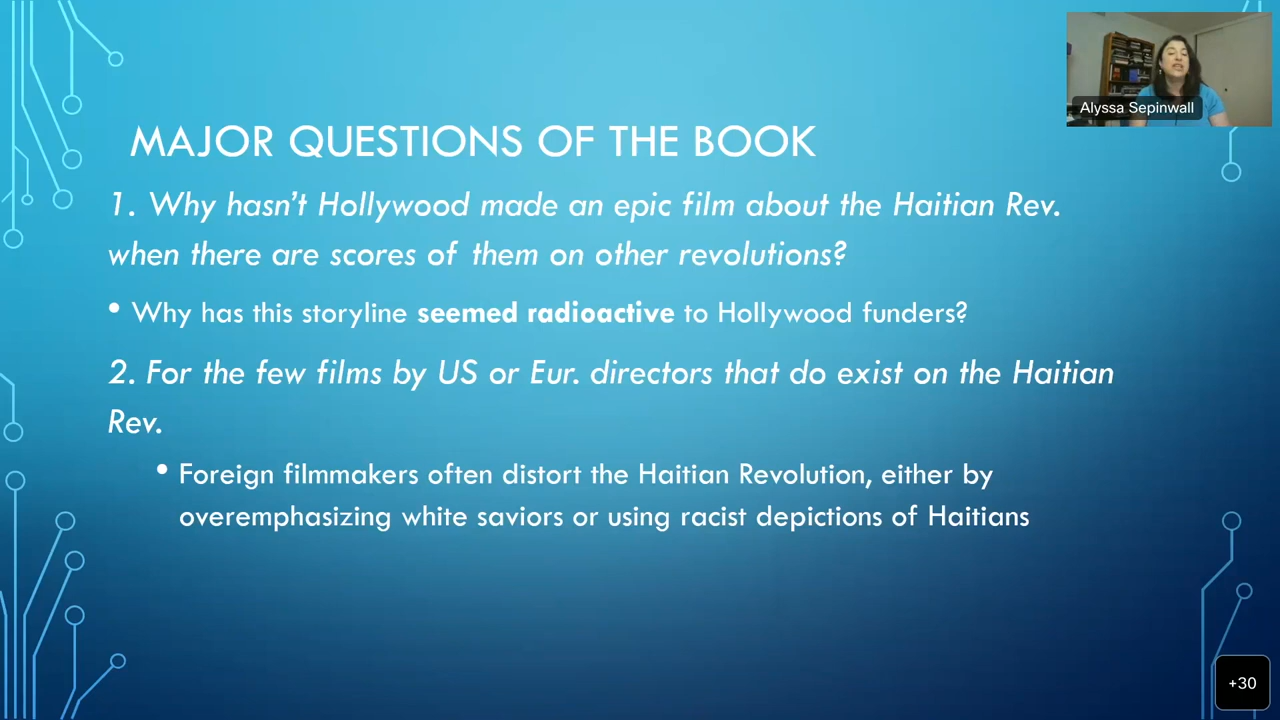 MAJOR QUESTIONS OF THE BOOK
1. Why hasn't Hollywood made an epic film about the Haitian Rev.
when there are scores of them on other revolutions?
• Why has this storyline seemed radioactive to Hollywood funders?
2. For the few films by US or Eur. directors that do exist on the Haitian
Rev.
• Foreign filmmakers often distort the Haitian Revolution, either by
overemphasizing white saviors or using racist depictions of Haitians
Alyssa Sepinwall
+30